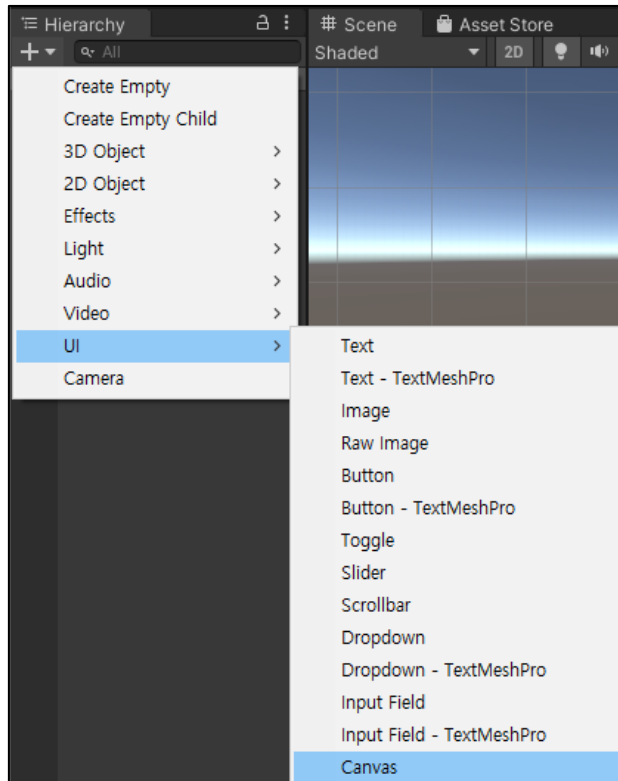 Hierarchy
# Scene
Asset Store
All
Shaded
2D
Create Empty
Create Empty Child
3D Object
2D Object
Effects
Light
Audio
Video
UI
Camera
Text
Text - TextMeshPro
Image
Raw Image
Button
Button - TextMeshPro
Toggle
Slider
Scrollbar
Dropdown
Dropdown - TextMeshPro
Input Field
Input Field - TextMeshPro
Canvas